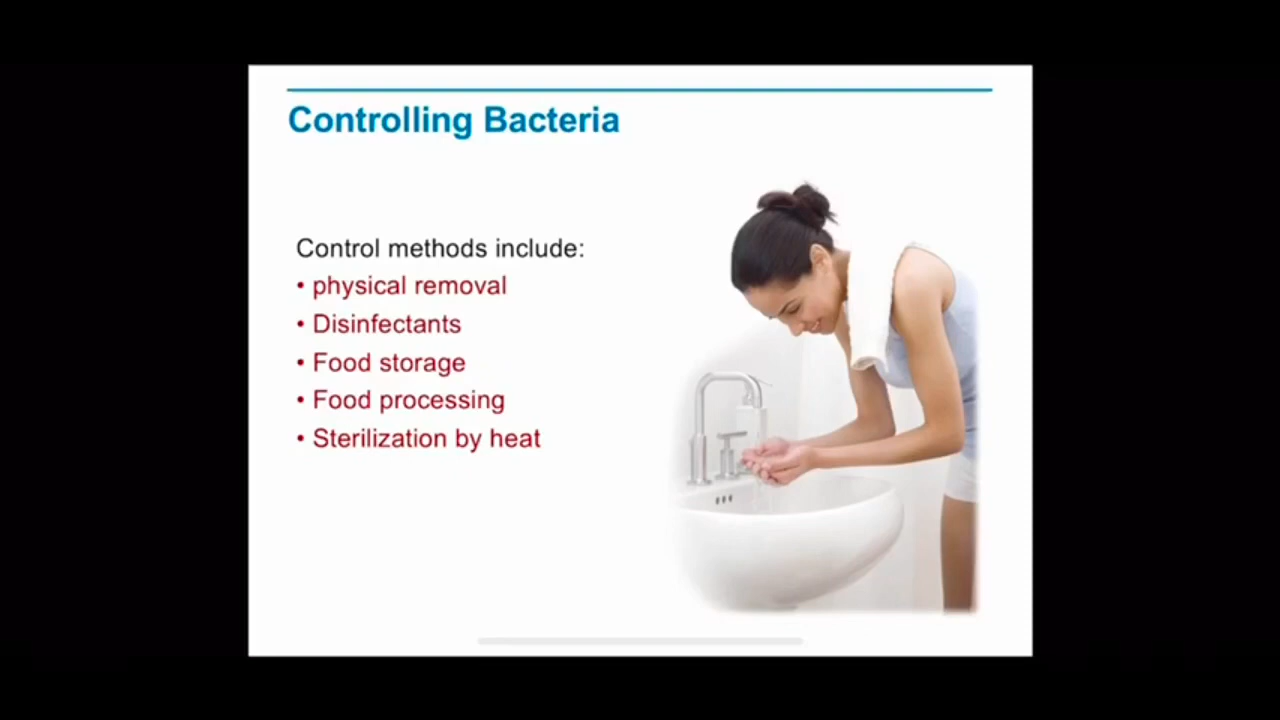 Controlling Bacteria
Control methods include:
• physical removal
• Disinfectants
• Food storage
• Food processing
• Sterilization by heat